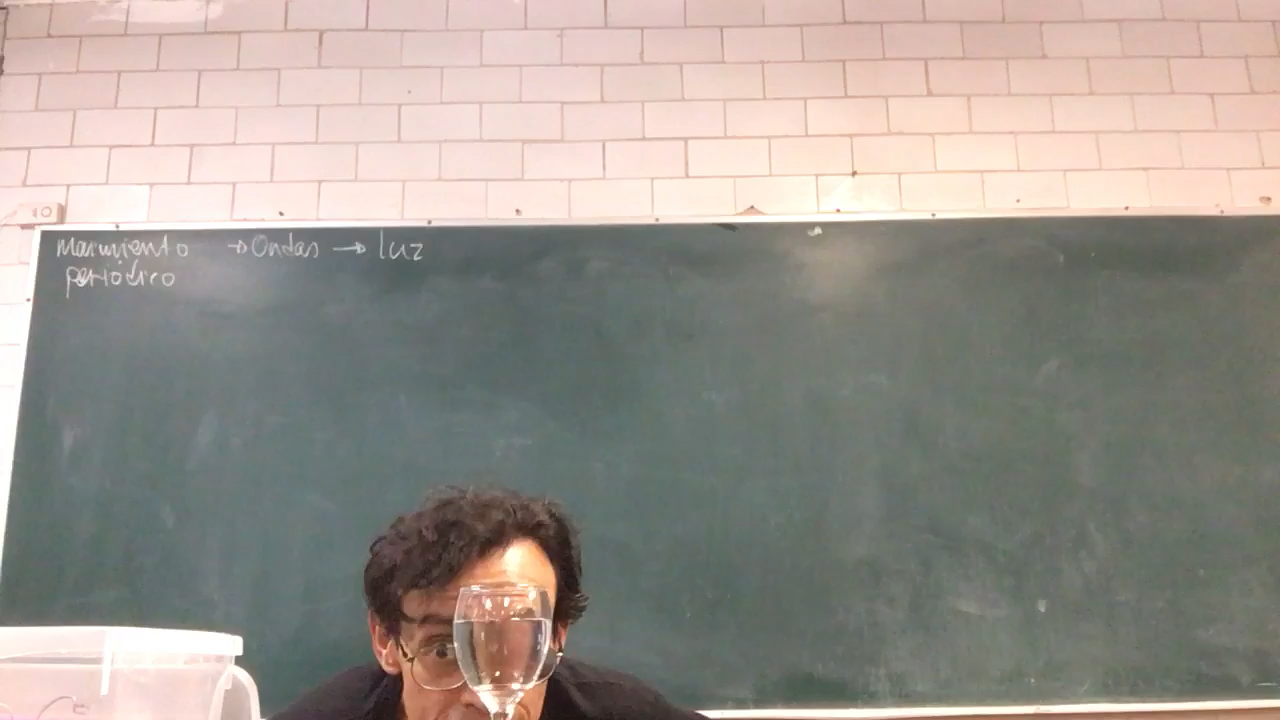 Movimiento → Ondas → luz
periódico